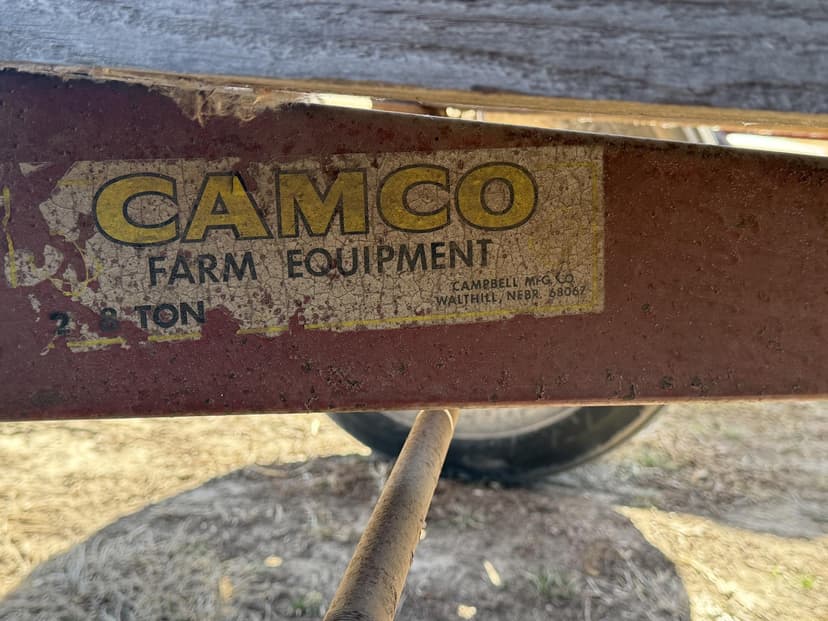 CAMCO
FARM EQUIPMENT
CAMPBELL MFG. CO.
WALTHILL, NEBR. 68067
2 8 TON